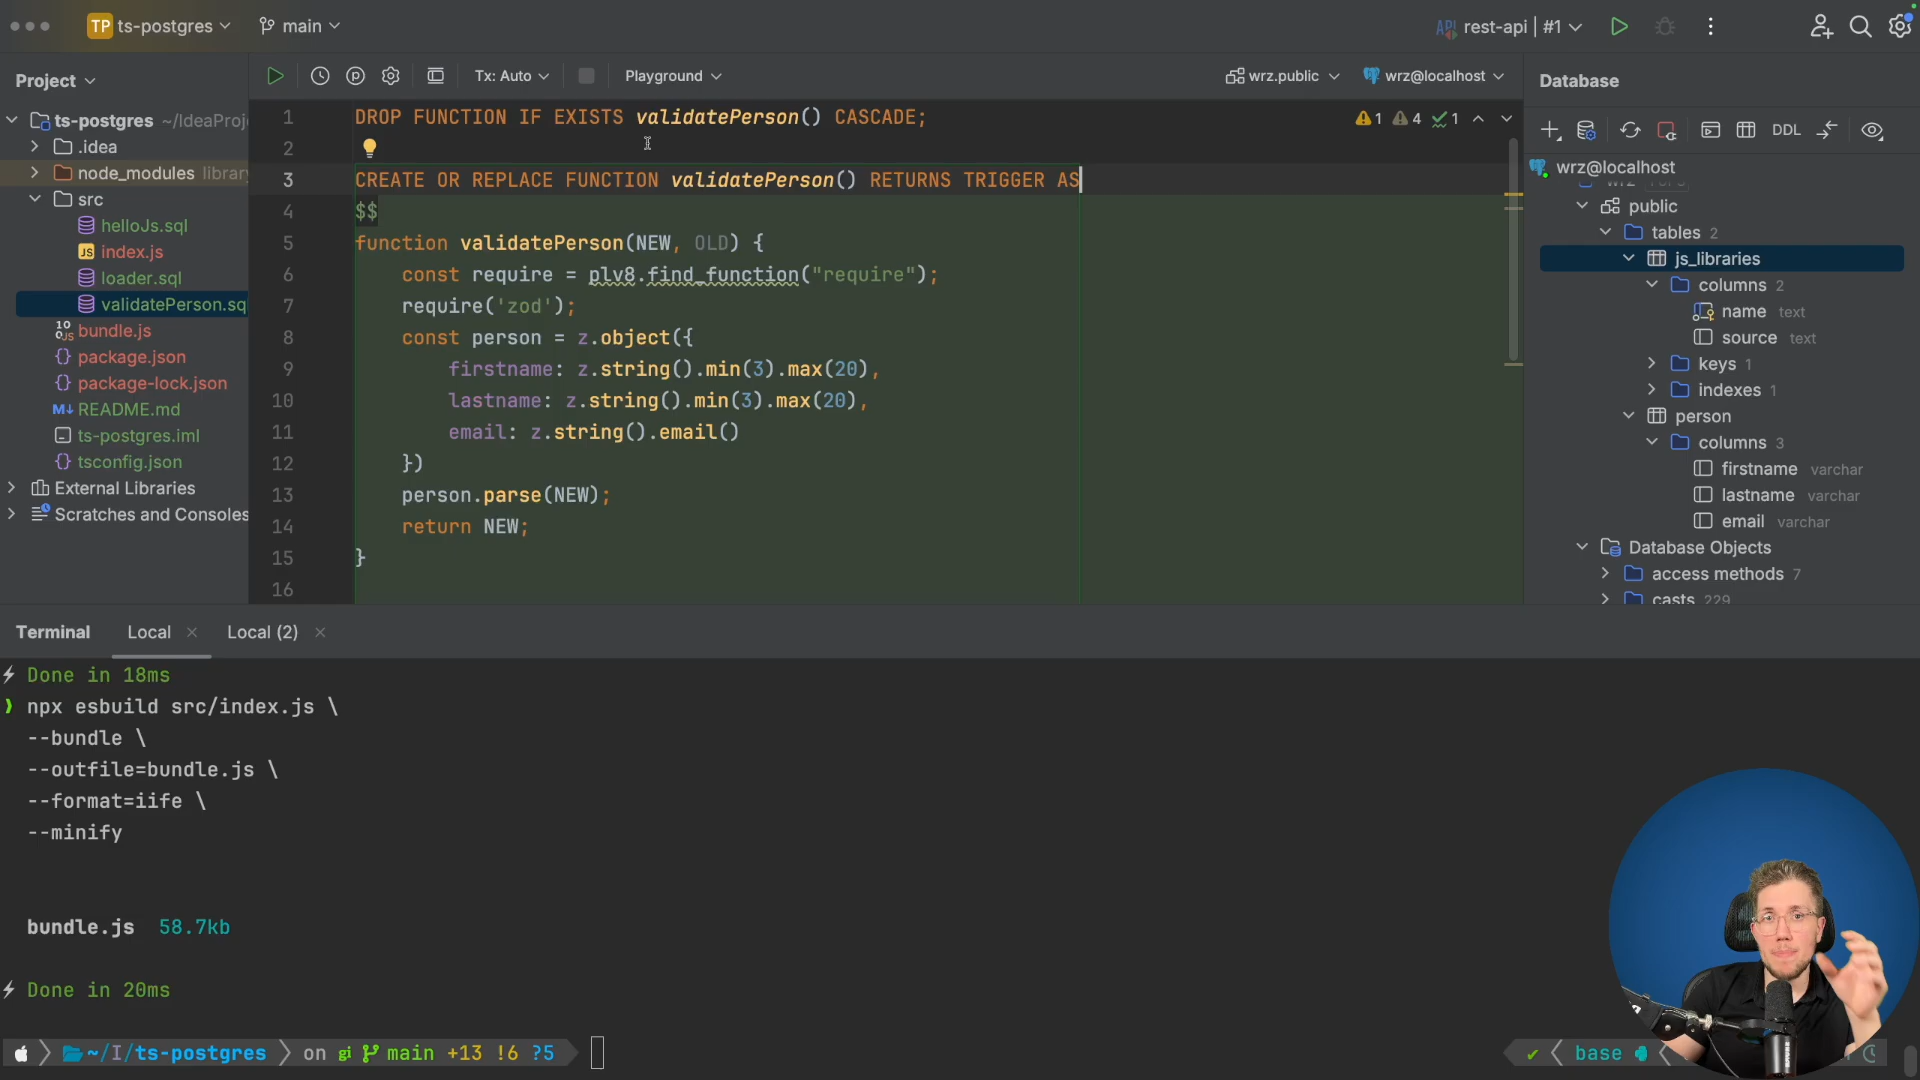 TP ts-postgres main
rest-api | #1
Project
Tx: Auto Playground
wrz.public wrz@localhost
Database
ts-postgres ~/IdeaProj
.idea
node_modules library
src
helloJs.sql
JS index.js
loader.sql
validatePerson.sq
bundle.js
package.json
package-lock.json
M↓ README.md
ts-postgres.iml
tsconfig.json
External Libraries
Scratches and Consoles
1 DROP FUNCTION IF EXISTS validatePerson() CASCADE;
2
3 CREATE OR REPLACE FUNCTION validatePerson() RETURNS TRIGGER AS
4 $$
5 function validatePerson(NEW, OLD) {
6 const require = plv8.find_function("require");
7 require('zod');
8 const person = z.object({
9 firstname: z.string().min(3).max(20),
10 lastname: z.string().min(3).max(20),
11 email: z.string().email()
12 })
13 person.parse(NEW);
14 return NEW;
15 }
16
1 4 1
DDL
wrz@localhost
public
tables 2
js_libraries
columns 2
name text
source text
keys 1
indexes 1
person
columns 3
firstname varchar
lastname varchar
email varchar
Database Objects
access methods 7
casts 229
Terminal Local Local (2)
Done in 18ms
npx esbuild src/index.js \
--bundle \
--outfile=bundle.js \
--format=iife \
--minify
bundle.js 58.7kb
Done in 20ms
~/I/ts-postgres on main +13 !6 ?5
base